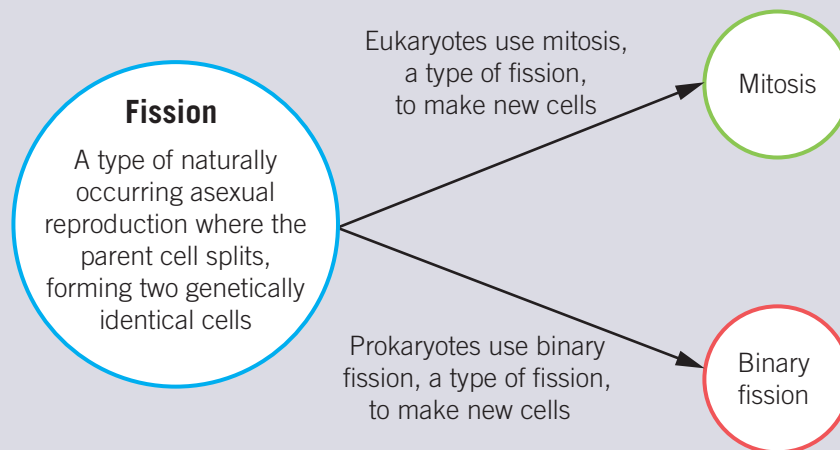 Fission
A type of naturally
occurring asexual
reproduction where the
parent cell splits,
forming two genetically
identical cells
Eukaryotes use mitosis,
a type of fission,
to make new cells
Mitosis
Prokaryotes use binary
fission, a type of fission,
to make new cells
Binary
fission